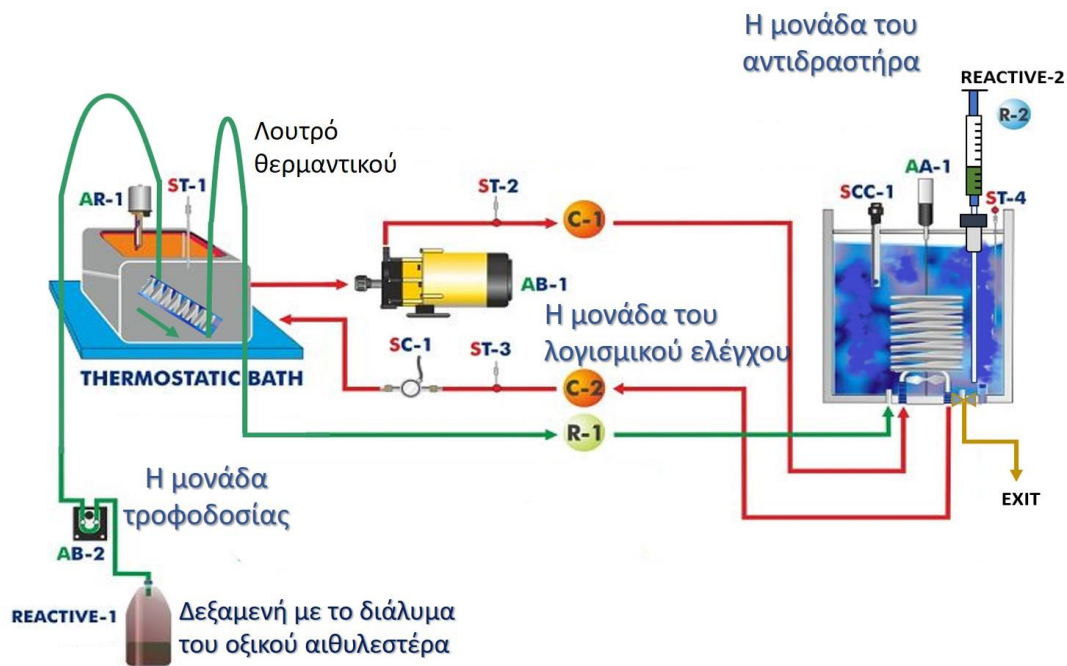 Η μονάδα του
αντιδραστήρα
REACTIVE-2
R-2
Λουτρό
θερμαντικού
AR-1
ST-1
ST-2
C-1
SCC-1
AA-1
ST-4
AB-1
Η μονάδα του
λογισμικού ελέγχου
THERMOSTATIC BATH
SC-1
ST-3
C-2
R-1
Η μονάδα
τροφοδοσίας
EXIT
AB-2
REACTIVE-1
Δεξαμενή με το διάλυμα
του οξικού αιθυλεστέρα